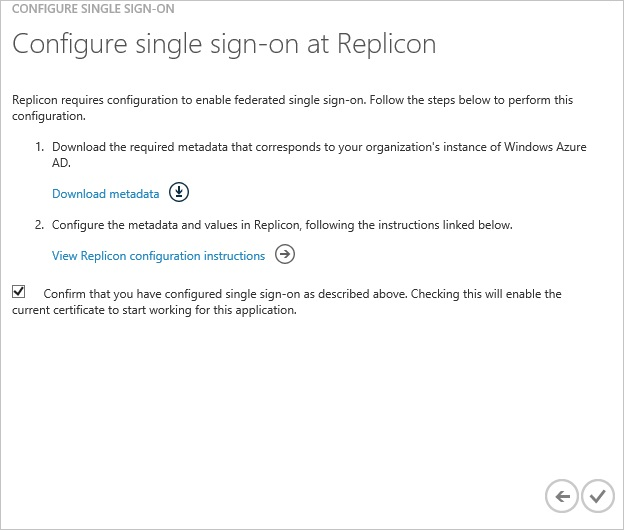 CONFIGURE SINGLE SIGN-ON
Configure single sign-on at Replicon
Replicon requires configuration to enable federated single sign-on. Follow the steps below to perform this
configuration.
1. Download the required metadata that corresponds to your organization's instance of Windows Azure
AD.
Download metadata
2. Configure the metadata and values in Replicon, following the instructions linked below.
View Replicon configuration instructions
Confirm that you have configured single sign-on as described above. Checking this will enable the
current certificate to start working for this application.